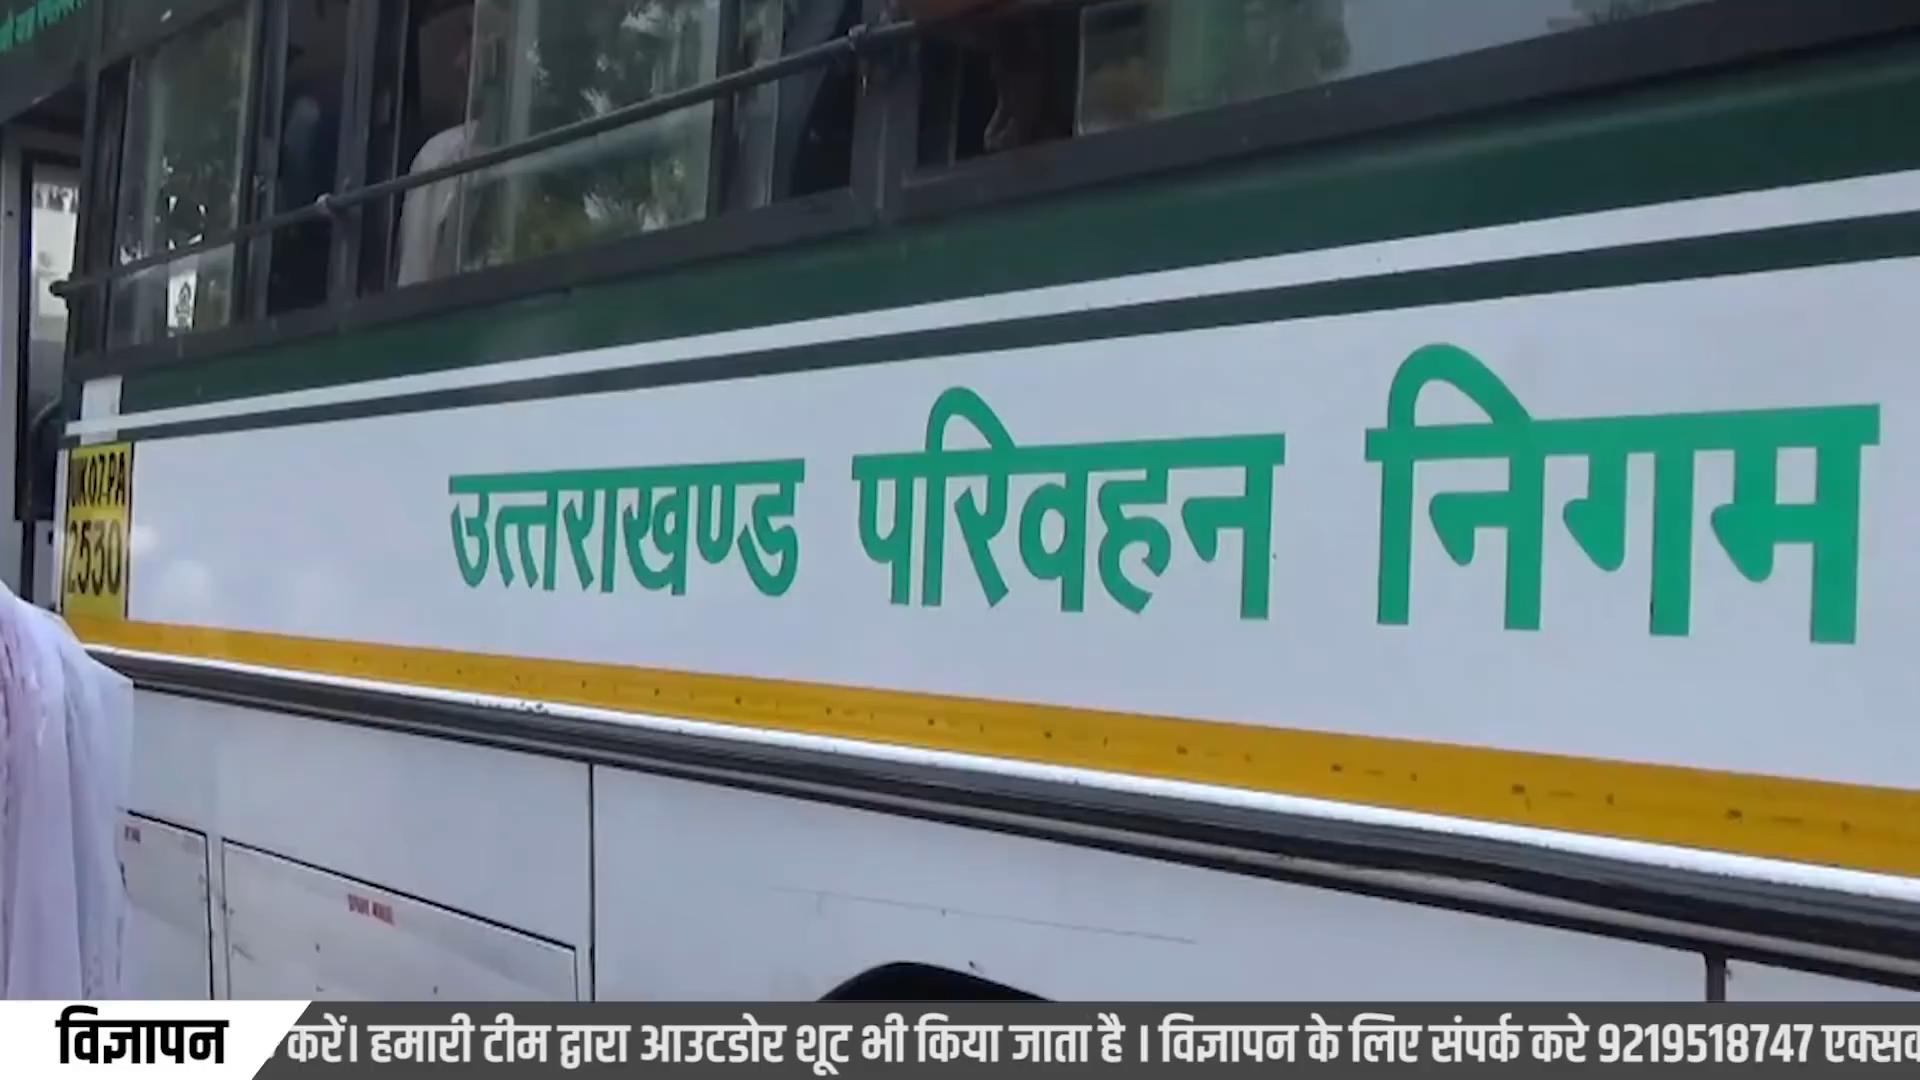 UK07PA
2530
उत्तराखण्ड परिवहन निगम
विज्ञापन
करें। हमारी टीम द्वारा आउटडोर शूट भी किया जाता है । विज्ञापन के लिए संपर्क करे 9219518747